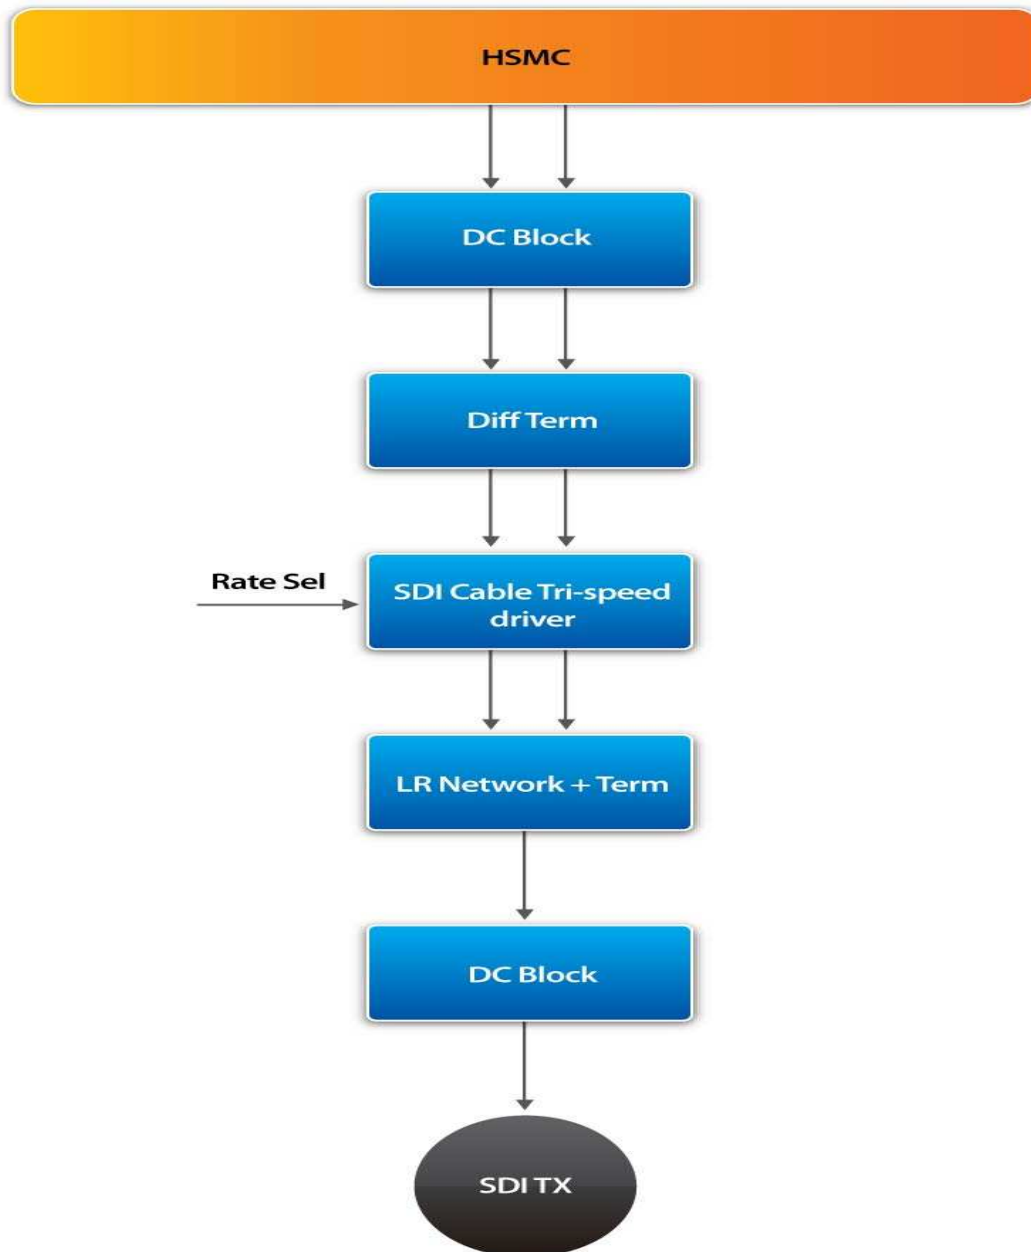 HSMC
DC Block
Diff Term
Rate Sel
SDI Cable Tri-speed
driver
LR Network + Term
DC Block
SDI TX